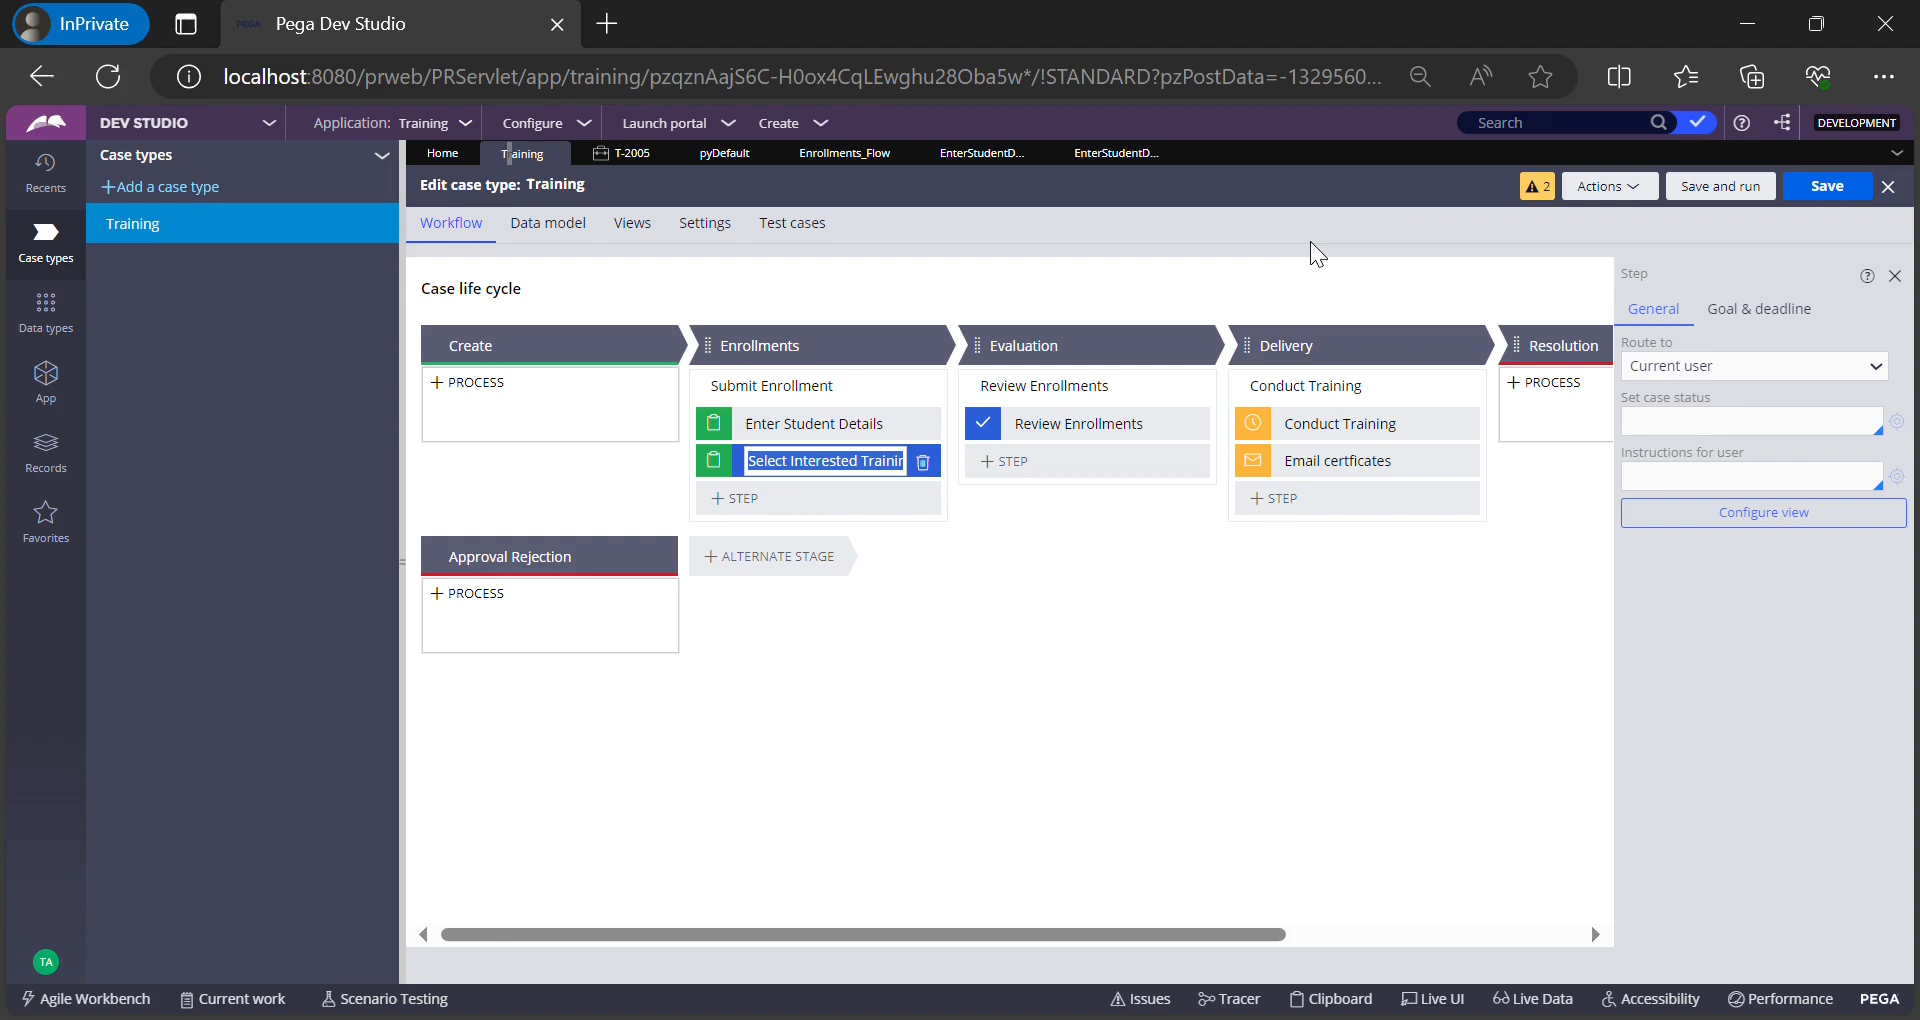 InPrivate
PEGA Pega Dev Studio
localhost:8080/prweb/PRServlet/app/training/pzqznAajS6C-H0ox4CqLEwghu28Oba5w*/!STANDARD?pzPostData=-1329560...
DEV STUDIO Application: Training Configure Launch portal Create Search DEVELOPMENT
Recents
Case types
Data types
App
Records
Favorites
TA
Case types
+Add a case type
Training
Home Training T-2005 pyDefault Enrollments_Flow EnterStudentD... EnterStudentD...
Edit case type: Training 2 Actions Save and run Save
Workflow Data model Views Settings Test cases
Case life cycle
Create Enrollments Evaluation Delivery Resolution
+ PROCESS
Submit Enrollment
Enter Student Details
Select Interested Trainin
+ STEP
Review Enrollments
Review Enrollments
+ STEP
Conduct Training
Conduct Training
Email certficates
+ STEP
+ PROCESS
Approval Rejection + ALTERNATE STAGE
+ PROCESS
Step
General Goal & deadline
Route to
Current user
Set case status
Instructions for user
Configure view
Agile Workbench Current work Scenario Testing Issues Tracer Clipboard Live UI Live Data Accessibility Performance PEGA